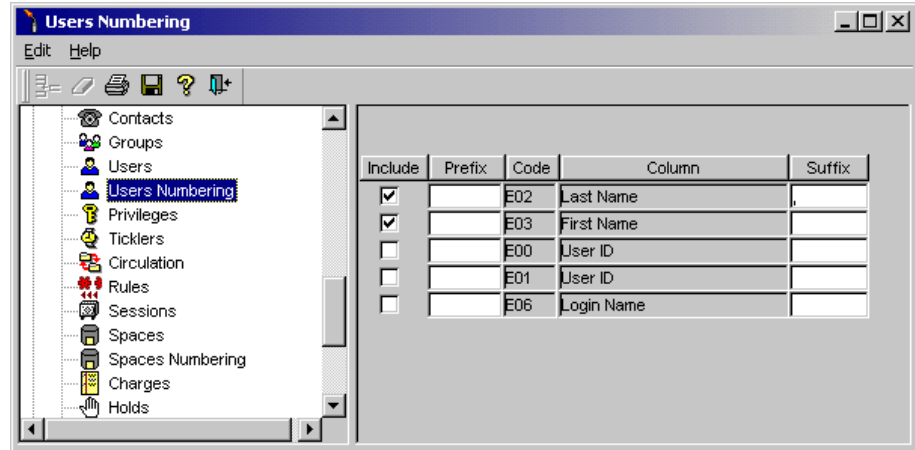 Users Numbering
Edit Help
Contacts
Groups
Users
Users Numbering
Privileges
Ticklers
Circulation
Rules
Sessions
Spaces
Spaces Numbering
Charges
Holds
Include Prefix Code Column Suffix
E02 Last Name ,
E03 First Name
E00 User ID
E01 User ID
E06 Login Name